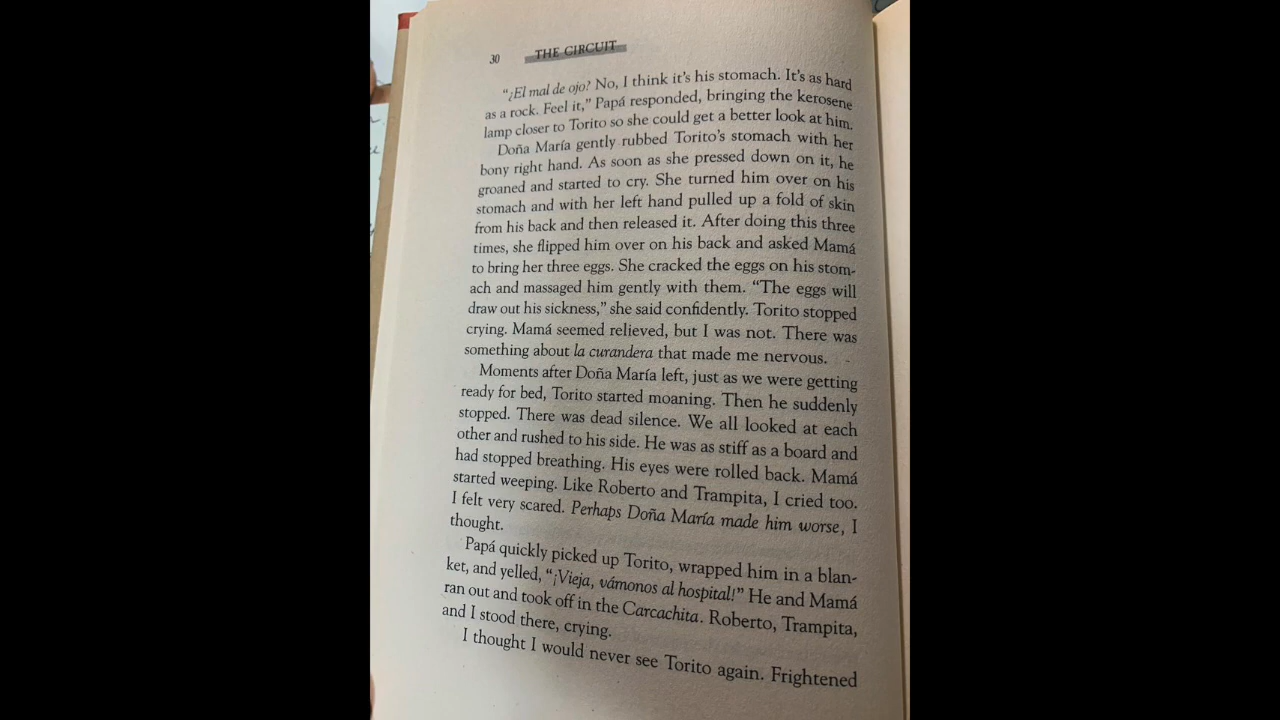 30 THE CIRCUIT
"¿El mal de ojo? No, I think it's his stomach. It's as hard
as a rock. Feel it," Papá responded, bringing the kerosene
lamp closer to Torito so she could get a better look at him.
Doña María gently rubbed Torito's stomach with her
bony right hand. As soon as she pressed down on it, he
groaned and started to cry. She turned him over on his
stomach and with her left hand pulled up a fold of skin
from his back and then released it. After doing this three
times, she flipped him over on his back and asked Mamá
to bring her three eggs. She cracked the eggs on his stom-
ach and massaged him gently with them. "The eggs will
draw out his sickness," she said confidently. Torito stopped
crying. Mamá seemed relieved, but I was not. There was
something about la curandera that made me nervous.
Moments after Doña María left, just as we were getting
ready for bed, Torito started moaning. Then he suddenly
stopped. There was dead silence. We all looked at each
other and rushed to his side. He was as stiff as a board and
had stopped breathing. His eyes were rolled back. Mamá
started weeping. Like Roberto and Trampita, I cried too.
I felt very scared. Perhaps Doña María made him worse, I
thought.
Papá quickly picked up Torito, wrapped him in a blan-
ket, and yelled, "¡Vieja, vámonos al hospital!" He and Mamá
ran out and took off in the Carcachita. Roberto, Trampita,
and I stood there, crying.
I thought I would never see Torito again. Frightened